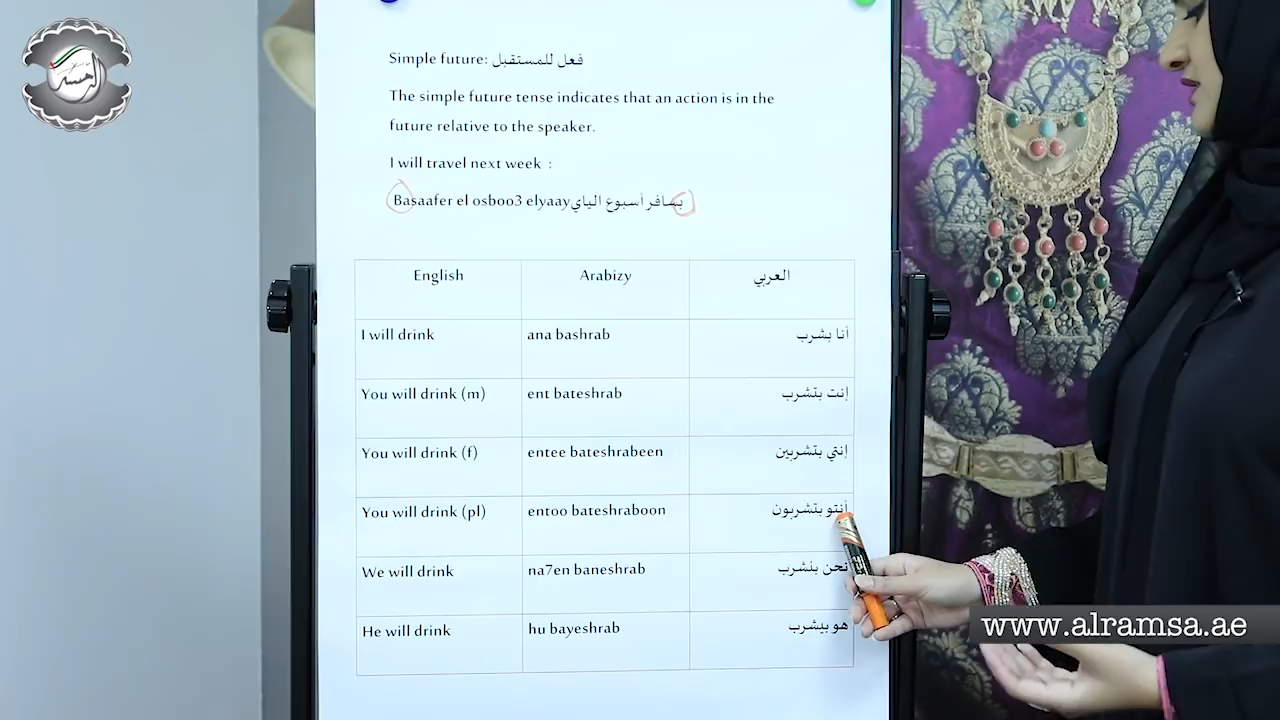 Simple future: فعل للمستقبل
The simple future tense indicates that an action is in the
future relative to the speaker.
I will travel next week :
Basaafer el osboo3 elyaay بسافر أسبوع الياي
English Arabizy العربي
I will drink ana bashrab أنا بشرب
You will drink (m) ent bateshrab إنت بتشرب
You will drink (f) entee bateshrabeen إنتي بتشربين
You will drink (pl) entoo bateshraboon أنتو بتشربون
We will drink na7en baneshrab نحن بنشرب
He will drink hu bayeshrab هو بيشرب
www.alramsa.ae
الرمسة